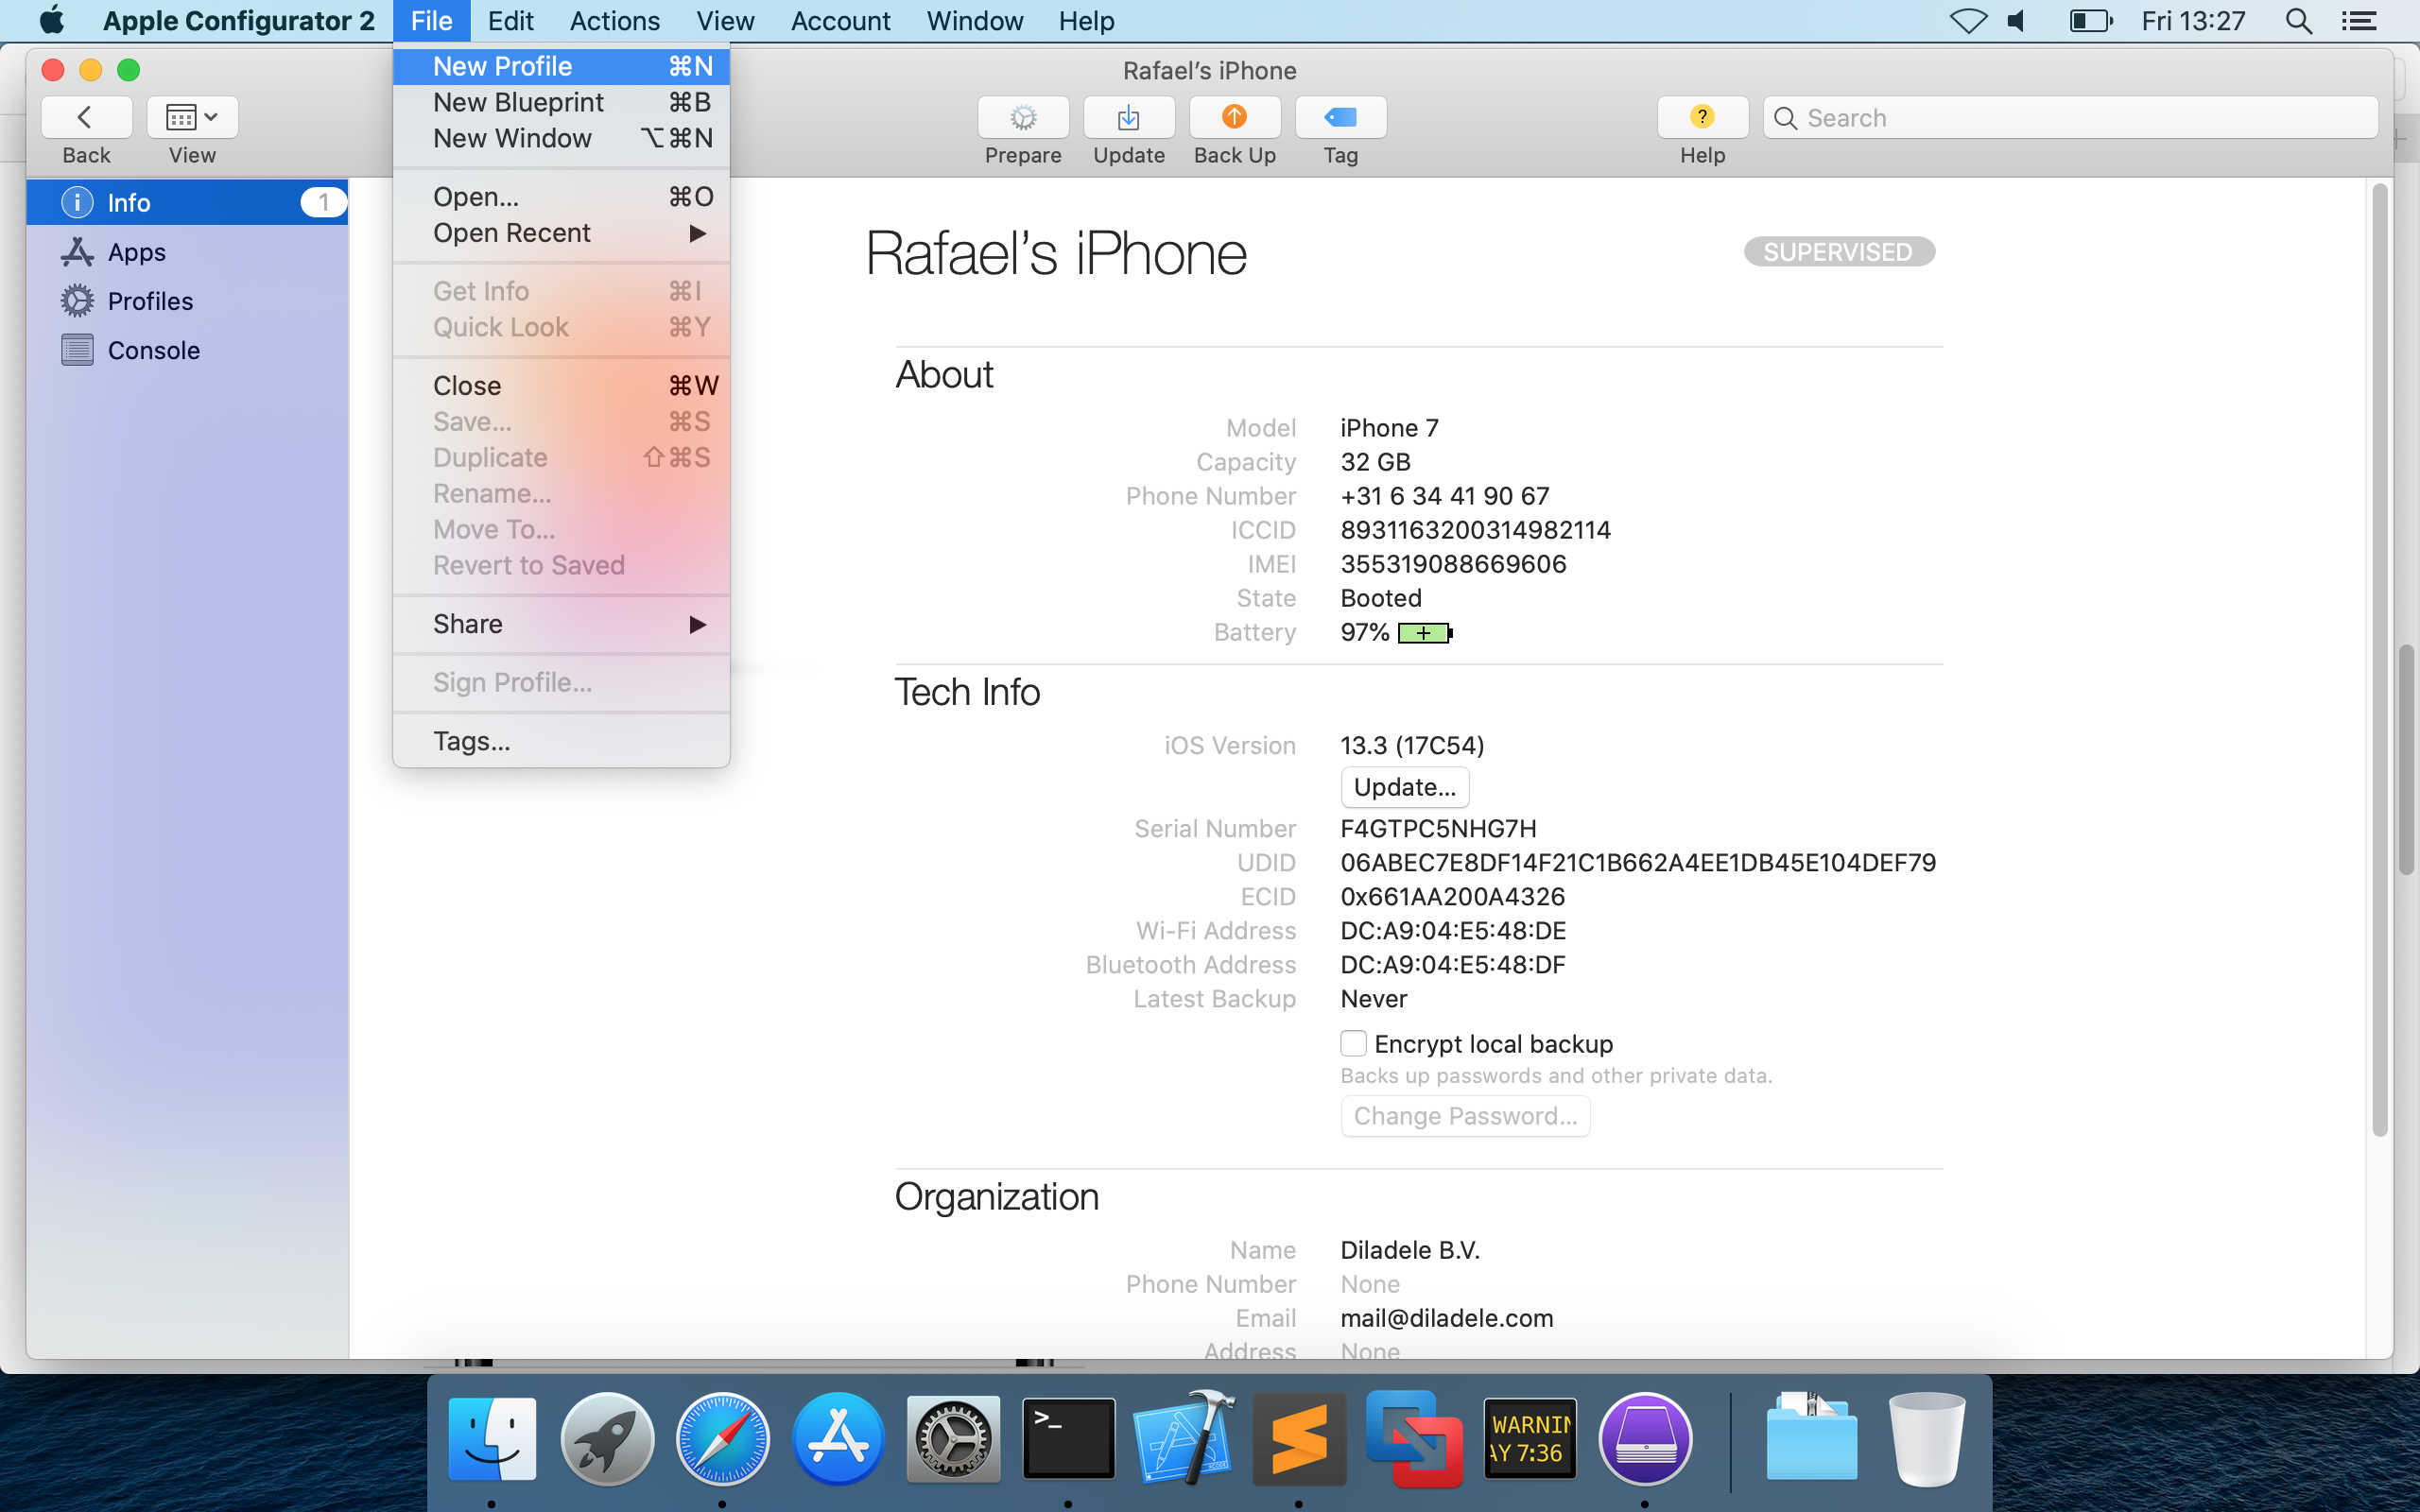 Apple Configurator 2 File Edit Actions View Account Window Help Fri 13:27
Rafael’s iPhone
Back View Prepare Update Back Up Tag ? Help Search
New Profile ⌘N
New Blueprint ⌘B
New Window ⌥⌘N
Open... ⌘O
Open Recent ▶
Get Info ⌘I
Quick Look ⌘Y
Close ⌘W
Save... ⌘S
Duplicate ⇧⌘S
Rename...
Move To...
Revert to Saved
Share ▶
Sign Profile...
Tags...
Info 1
Apps
Profiles
Console
Rafael’s iPhone SUPERVISED
About
Model iPhone 7
Capacity 32 GB
Phone Number +31 6 34 41 90 67
ICCID 8931163200314982114
IMEI 355319088669606
State Booted
Battery 97%
Tech Info
iOS Version 13.3 (17C54)
Update...
Serial Number F4GTPC5NHG7H
UDID 06ABEC7E8DF14F21C1B662A4EE1DB45E104DEF79
ECID 0x661AA200A4326
Wi-Fi Address DC:A9:04:E5:48:DE
Bluetooth Address DC:A9:04:E5:48:DF
Latest Backup Never
Encrypt local backup
Backs up passwords and other private data.
Change Password...
Organization
Name Diladele B.V.
Phone Number None
Email mail@diladele.com
Address None
>_
WARNIN
AY 7:36